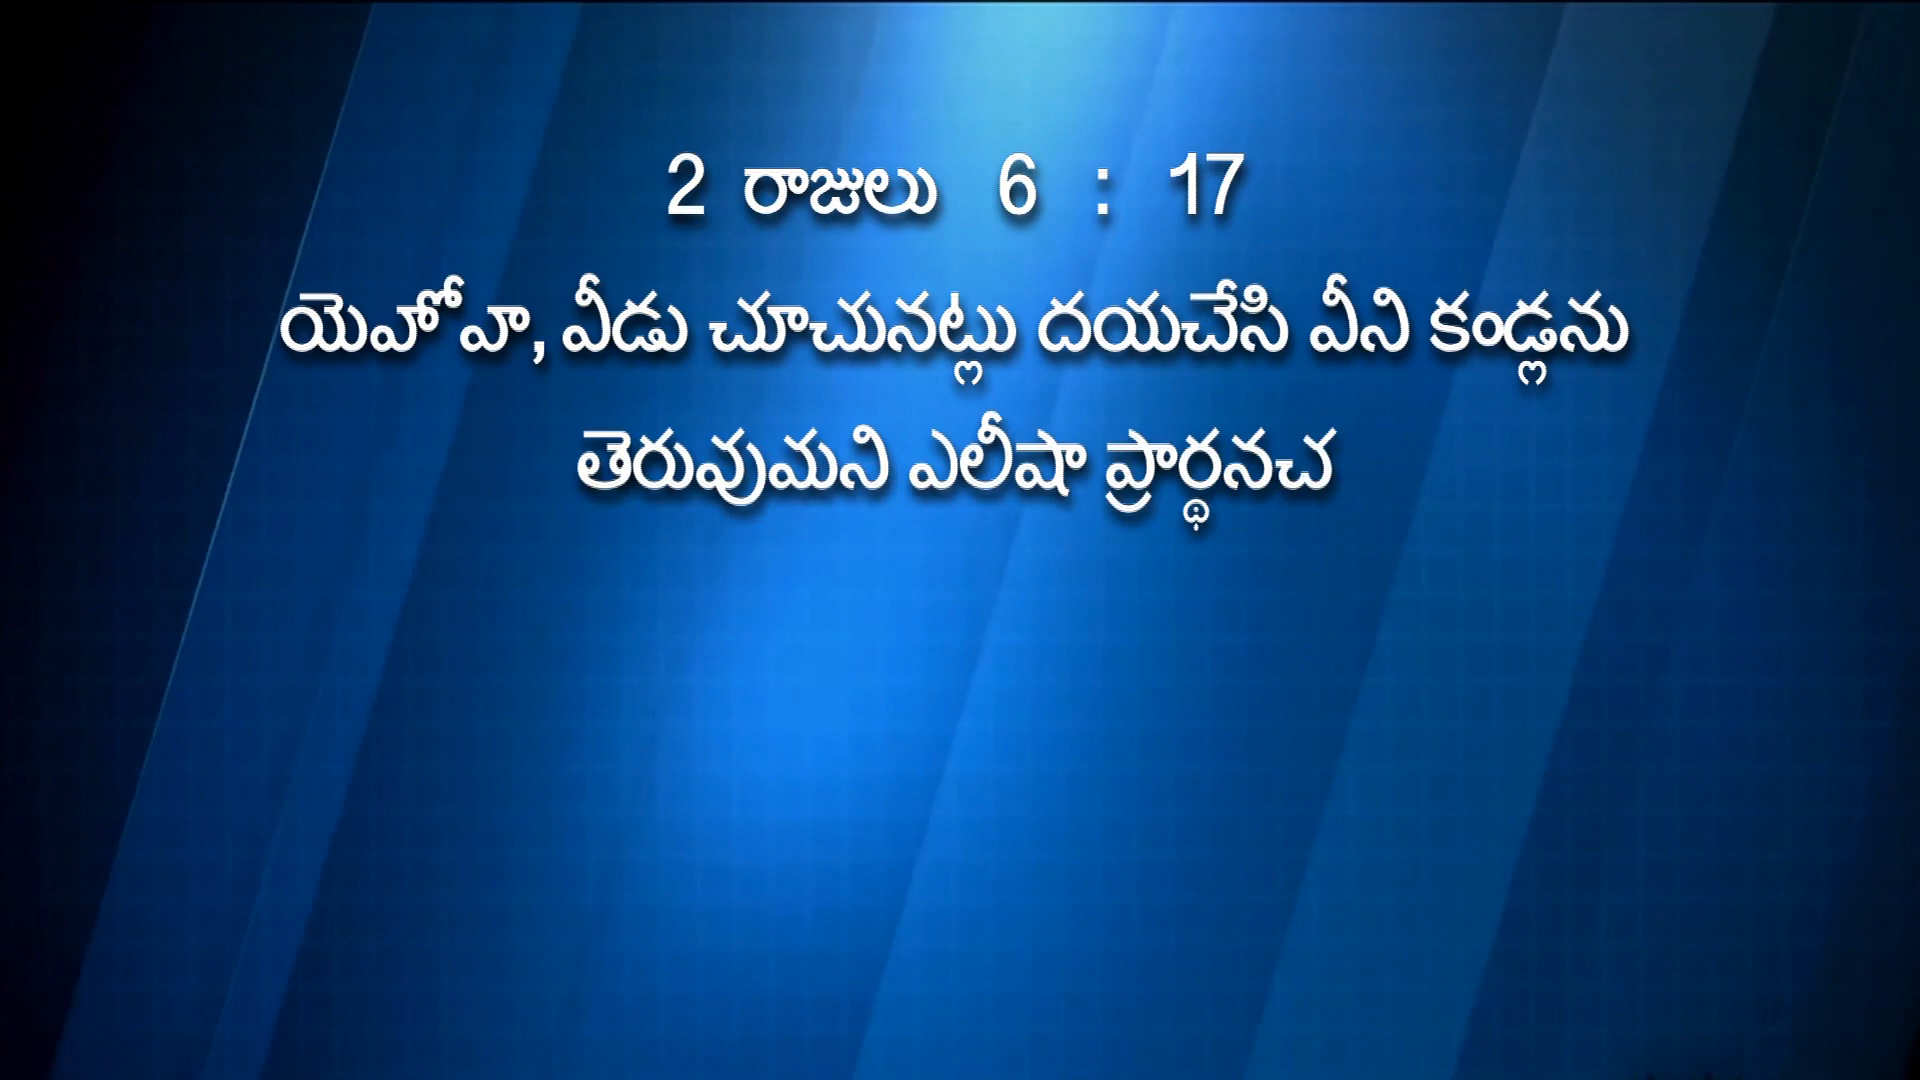 2 రాజులు 6 : 17
యెహోవా, వీడు చూచునట్లు దయచేసి వీని కండ్లను
తెరువుమని ఎలీషా ప్రార్థనచ